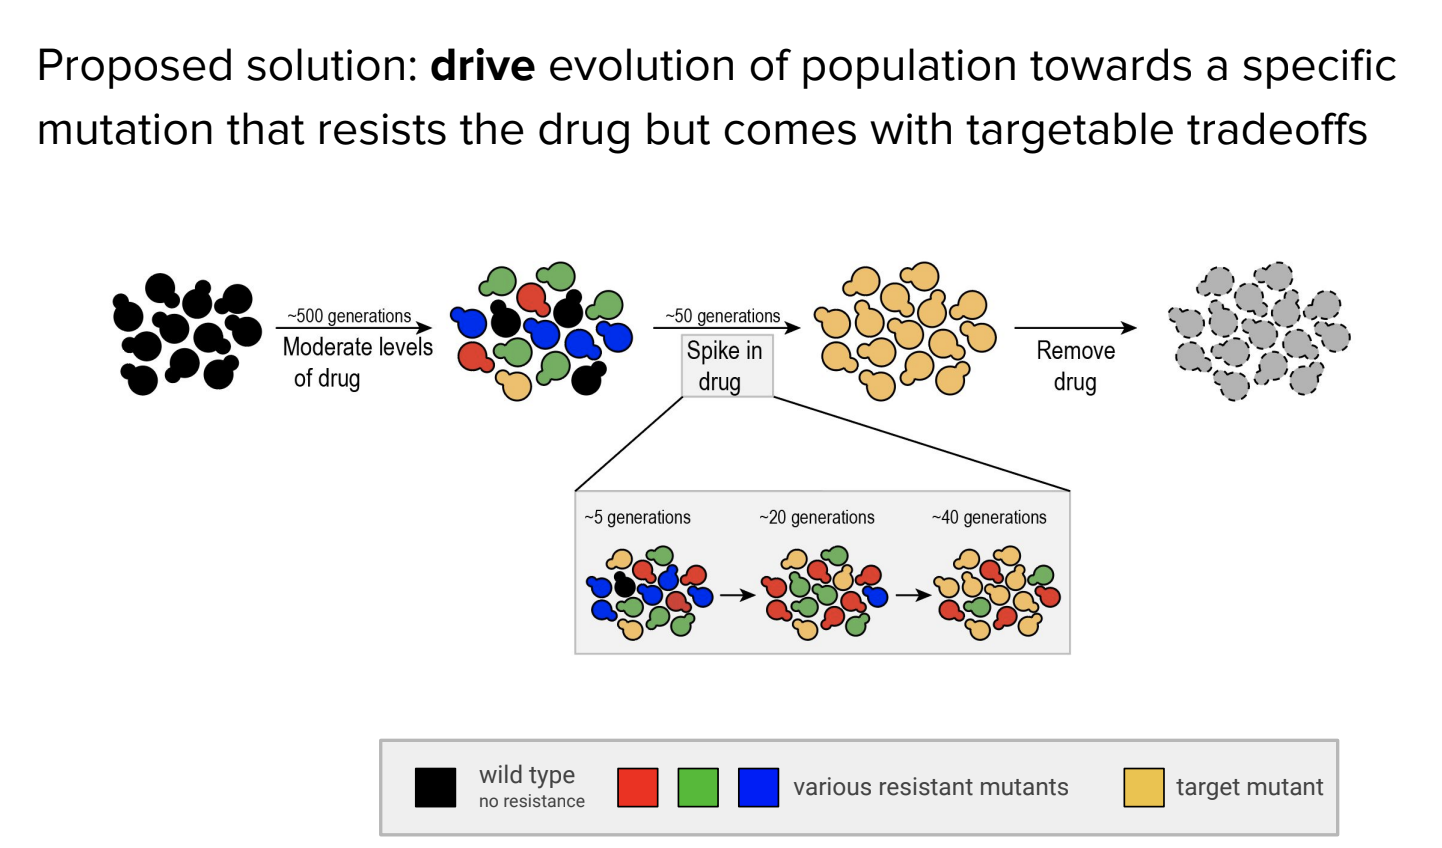 Proposed solution: drive evolution of population towards a specific
mutation that resists the drug but comes with targetable tradeoffs
~500 generations
Moderate levels
of drug
~50 generations
Spike in
drug
Remove
drug
~5 generations
~20 generations
~40 generations
wild type
no resistance
various resistant mutants
target mutant